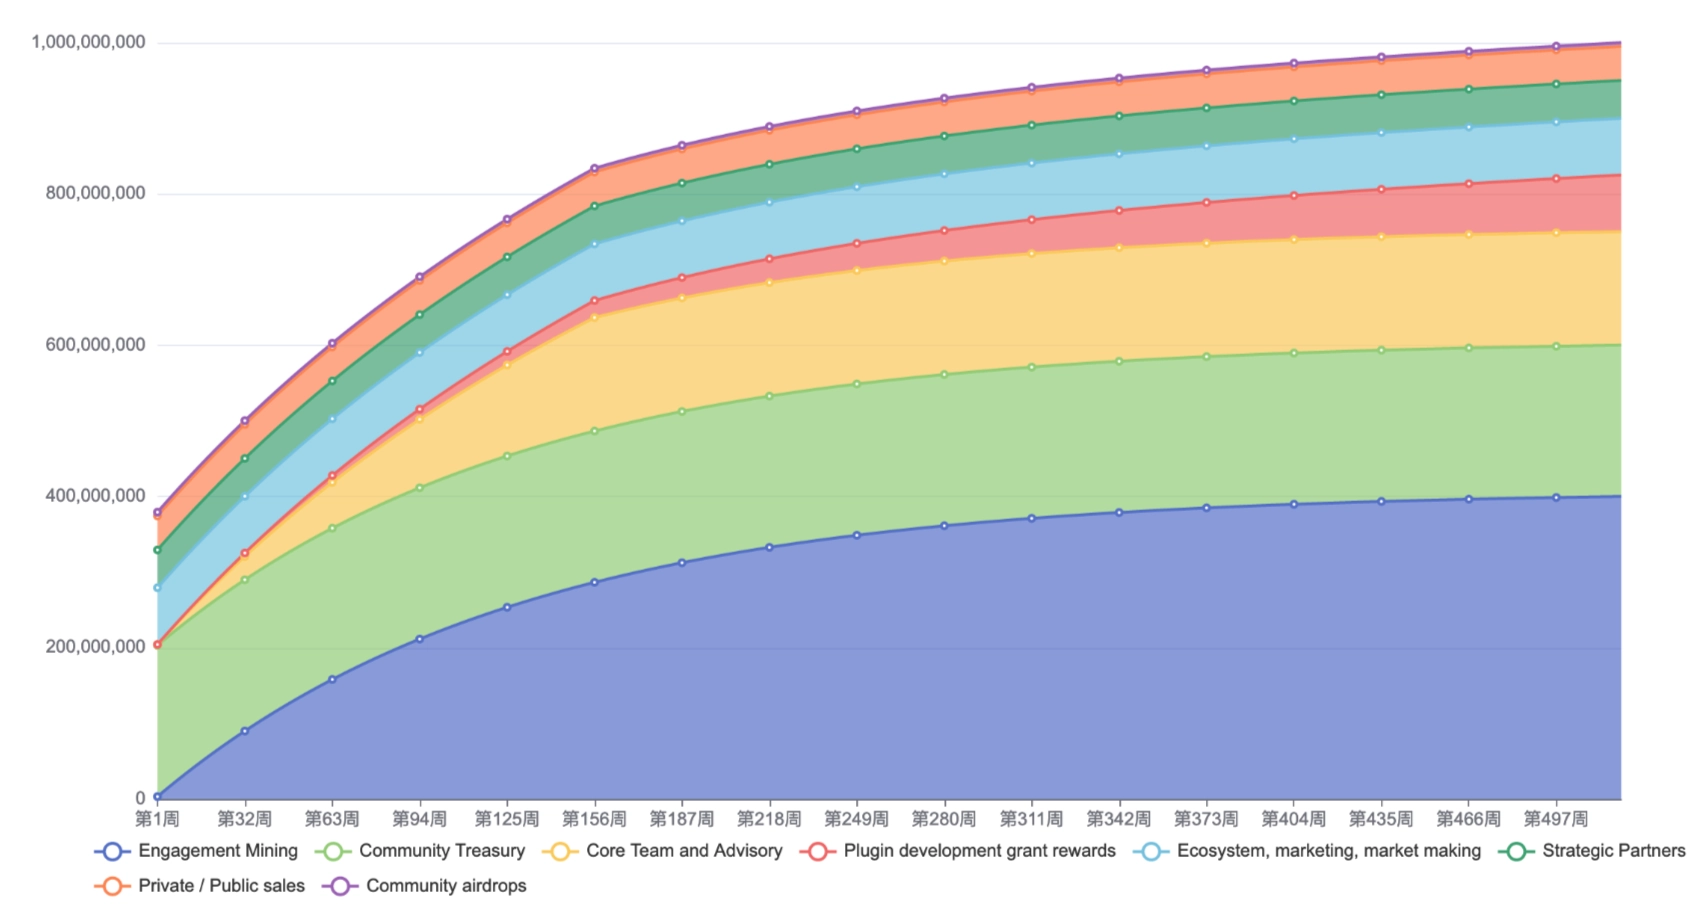 1,000,000,000
800,000,000
600,000,000
400,000,000
200,000,000
0
第1周 第32周 第63周 第94周 第125周 第156周 第187周 第218周 第249周 第280周 第311周 第342周 第373周 第404周 第435周 第466周 第497周
Engagement Mining Community Treasury Core Team and Advisory Plugin development grant rewards Ecosystem, marketing, market making Strategic Partners
Private / Public sales Community airdrops